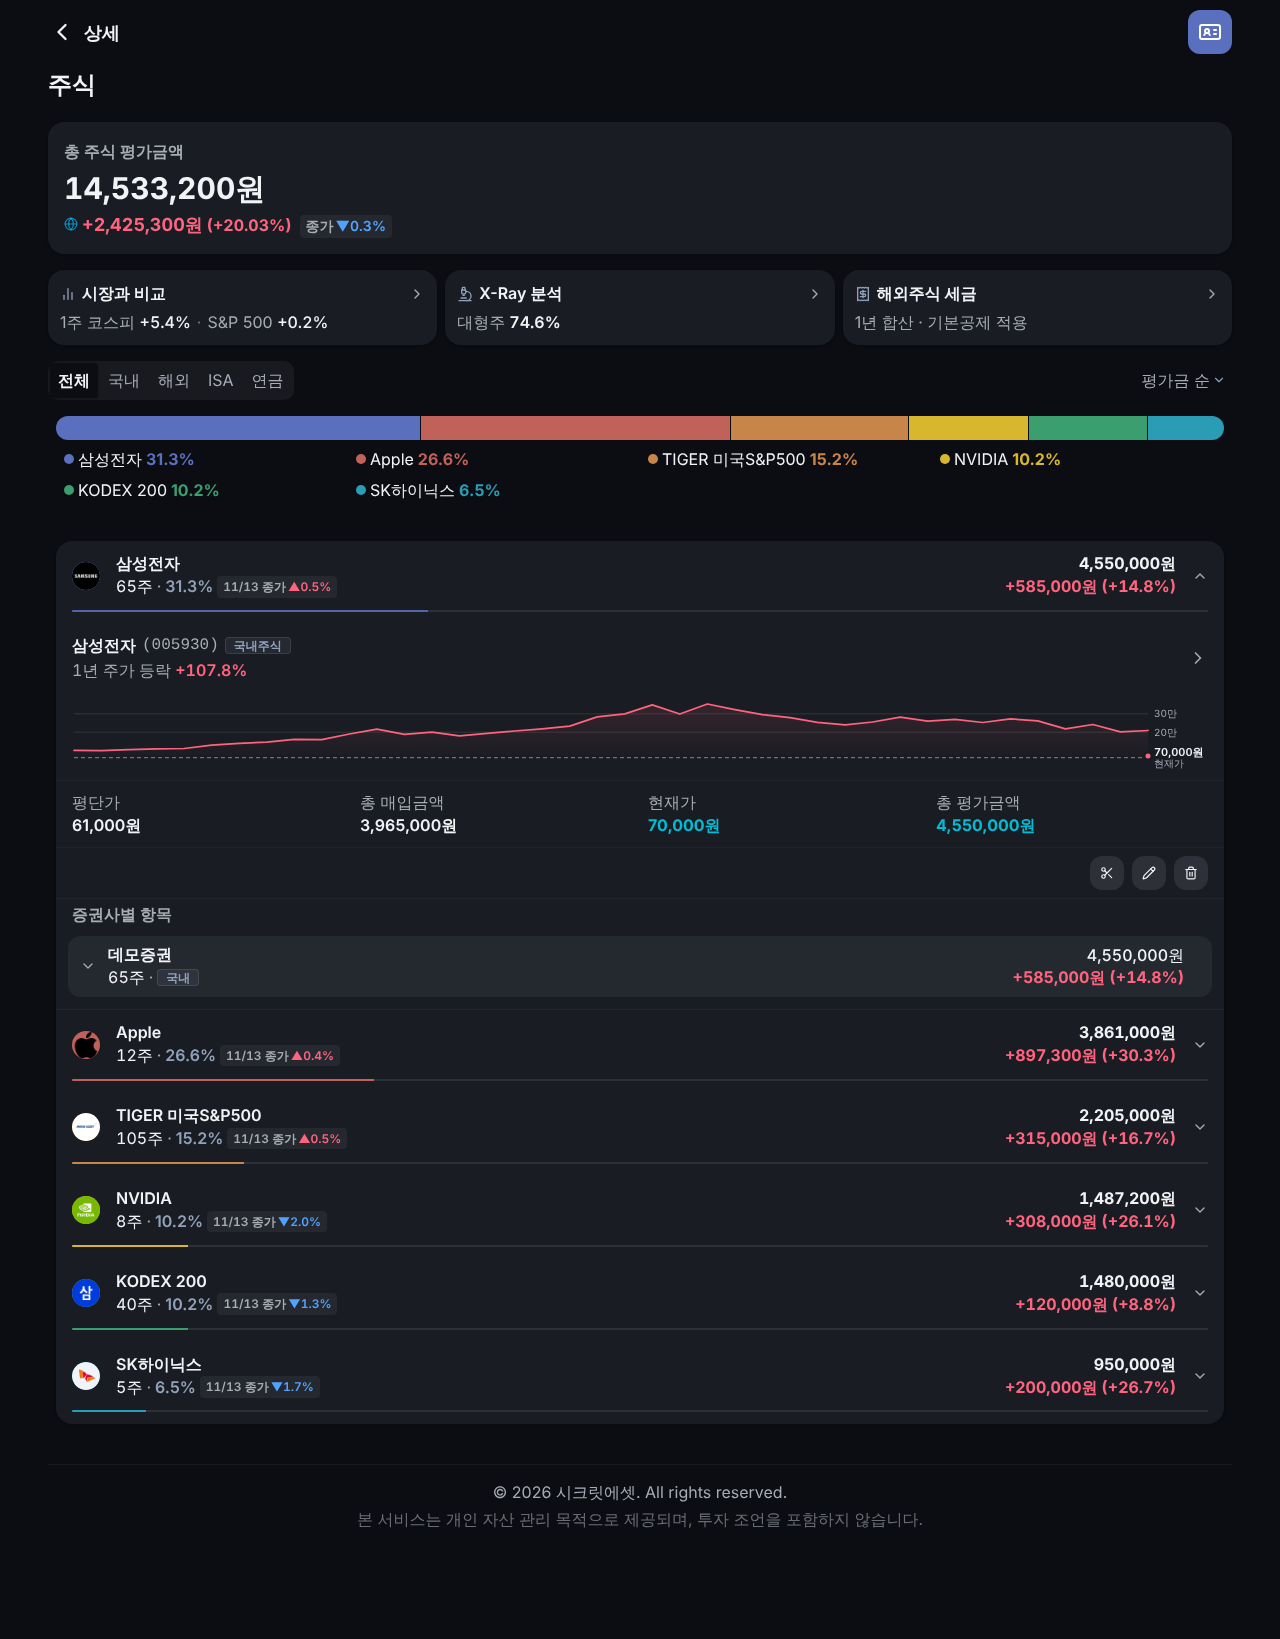 상세
주식
총 주식 평가금액
14,533,200원
+2,425,300원 (+20.03%) 종가 ▼0.3%
시장과 비교
1주 코스피 +5.4% · S&P 500 +0.2%
X-Ray 분석
대형주 74.6%
해외주식 세금
1년 합산 · 기본공제 적용
전체 국내 해외 ISA 연금
평가금 순
삼성전자 31.3% Apple 26.6% TIGER 미국S&P500 15.2% NVIDIA 10.2%
KODEX 200 10.2% SK하이닉스 6.5%
SAMSUNG
삼성전자 4,550,000원
65주 · 31.3% 11/13 종가 ▲0.5% +585,000원 (+14.8%)
삼성전자 (005930) 국내주식
1년 주가 등락 +107.8%
30만
20만
70,000원
현재가
평단가 총 매입금액 현재가 총 평가금액
61,000원 3,965,000원 70,000원 4,550,000원
증권사별 항목
데모증권 4,550,000원
65주 · 국내 +585,000원 (+14.8%)
Apple 3,861,000원
12주 · 26.6% 11/13 종가 ▲0.4% +897,300원 (+30.3%)
TIGER 미국S&P500 2,205,000원
105주 · 15.2% 11/13 종가 ▲0.5% +315,000원 (+16.7%)
NVIDIA 1,487,200원
8주 · 10.2% 11/13 종가 ▼2.0% +308,000원 (+26.1%)
삼
KODEX 200 1,480,000원
40주 · 10.2% 11/13 종가 ▼1.3% +120,000원 (+8.8%)
SK하이닉스 950,000원
5주 · 6.5% 11/13 종가 ▼1.7% +200,000원 (+26.7%)
© 2026 시크릿에셋. All rights reserved.
본 서비스는 개인 자산 관리 목적으로 제공되며, 투자 조언을 포함하지 않습니다.